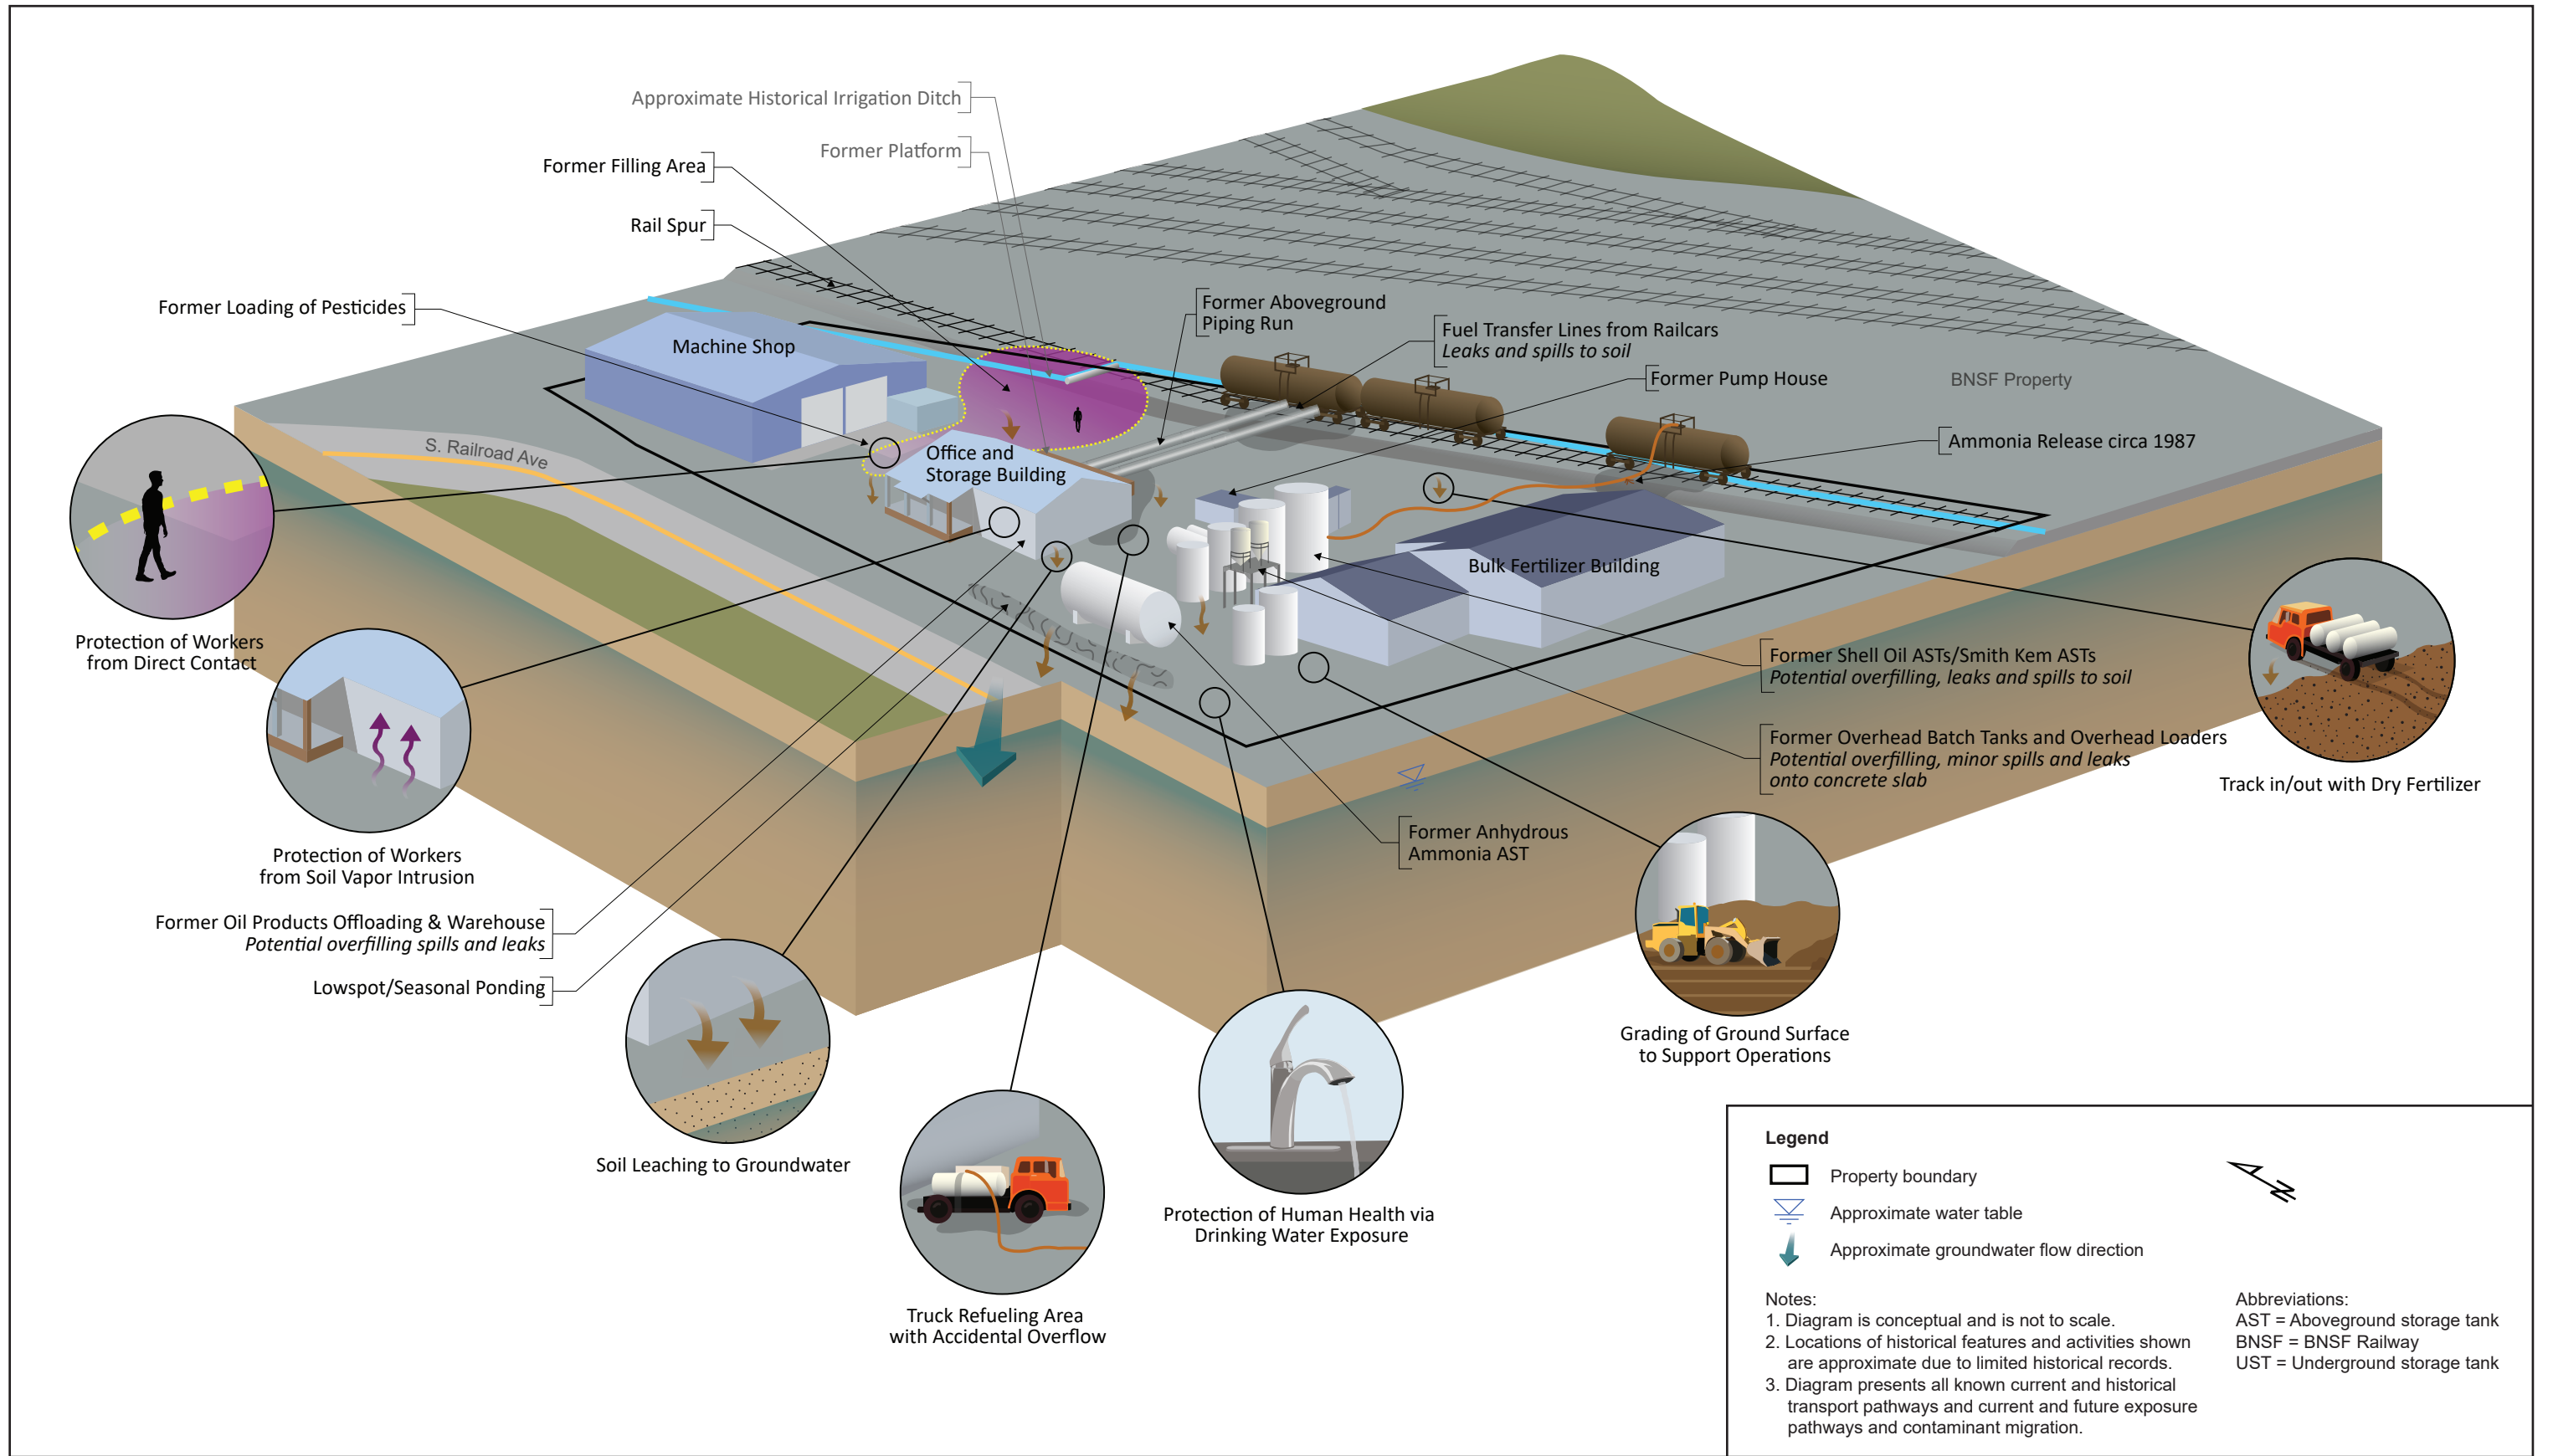 Approximate Historical Irrigation Ditch
Former Platform
Former Filling Area
Rail Spur
Former Loading of Pesticides
Machine Shop
Former Aboveground
Piping Run
Fuel Transfer Lines from Railcars
Leaks and spills to soil
Former Pump House
BNSF Property
Ammonia Release circa 1987
S. Railroad Ave
Office and
Storage Building
Bulk Fertilizer Building
Protection of Workers
from Direct Contact
Former Shell Oil ASTs/Smith Kem ASTs
Potential overfilling, leaks and spills to soil
Former Overhead Batch Tanks and Overhead Loaders
Potential overfilling, minor spills and leaks
onto concrete slab
Track in/out with Dry Fertilizer
Former Anhydrous
Ammonia AST
Protection of Workers
from Soil Vapor Intrusion
Former Oil Products Offloading & Warehouse
Potential overfilling spills and leaks
Lowspot/Seasonal Ponding
Grading of Ground Surface
to Support Operations
Soil Leaching to Groundwater
Protection of Human Health via
Drinking Water Exposure
Truck Refueling Area
with Accidental Overflow
Legend
Property boundary
Approximate water table
Approximate groundwater flow direction
N
Notes:
1. Diagram is conceptual and is not to scale.
2. Locations of historical features and activities shown
are approximate due to limited historical records.
3. Diagram presents all known current and historical
transport pathways and current and future exposure
pathways and contaminant migration.
Abbreviations:
AST = Aboveground storage tank
BNSF = BNSF Railway
UST = Underground storage tank